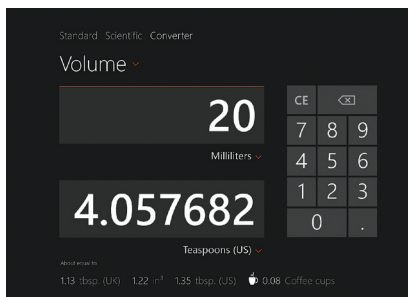 Standard Scientific Converter
Volume
20
Milliliters
4.057682
Teaspoons (US)
About equal to
1.13 tbsp. (UK) 1.22 in³ 1.35 tbsp. (US) 0.08 Coffee cups
CE
7 8 9
4 5 6
1 2 3
0 .